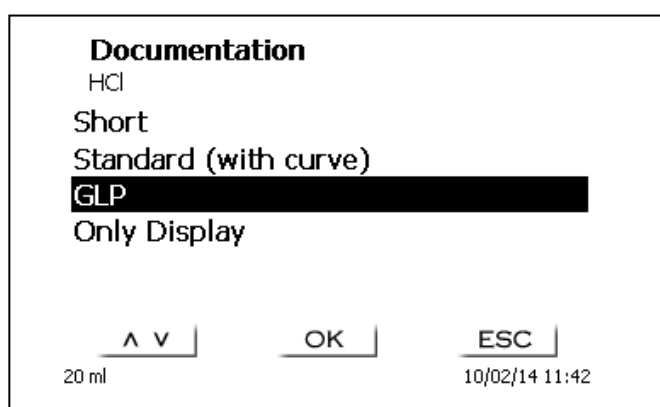 Documentation
HCl
Short
Standard (with curve)
GLP
Only Display
∧ ∨ OK ESC
20 ml 10/02/14 11:42